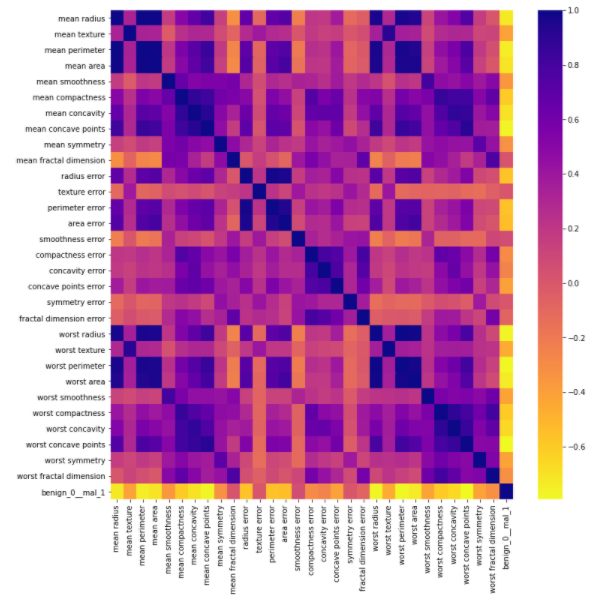 mean radius
mean texture
mean perimeter
mean area
mean smoothness
mean compactness
mean concavity
mean concave points
mean symmetry
mean fractal dimension
radius error
texture error
perimeter error
area error
smoothness error
compactness error
concavity error
concave points error
symmetry error
fractal dimension error
worst radius
worst texture
worst perimeter
worst area
worst smoothness
worst compactness
worst concavity
worst concave points
worst symmetry
worst fractal dimension
benign_0__mal_1
mean radius
mean texture
mean perimeter
mean area
mean smoothness
mean compactness
mean concavity
mean concave points
mean symmetry
mean fractal dimension
radius error
texture error
perimeter error
area error
smoothness error
compactness error
concavity error
concave points error
symmetry error
fractal dimension error
worst radius
worst texture
worst perimeter
worst area
worst smoothness
worst compactness
worst concavity
worst concave points
worst symmetry
worst fractal dimension
benign_0__mal_1
1.0
0.8
0.6
0.4
0.2
0.0
−0.2
−0.4
−0.6